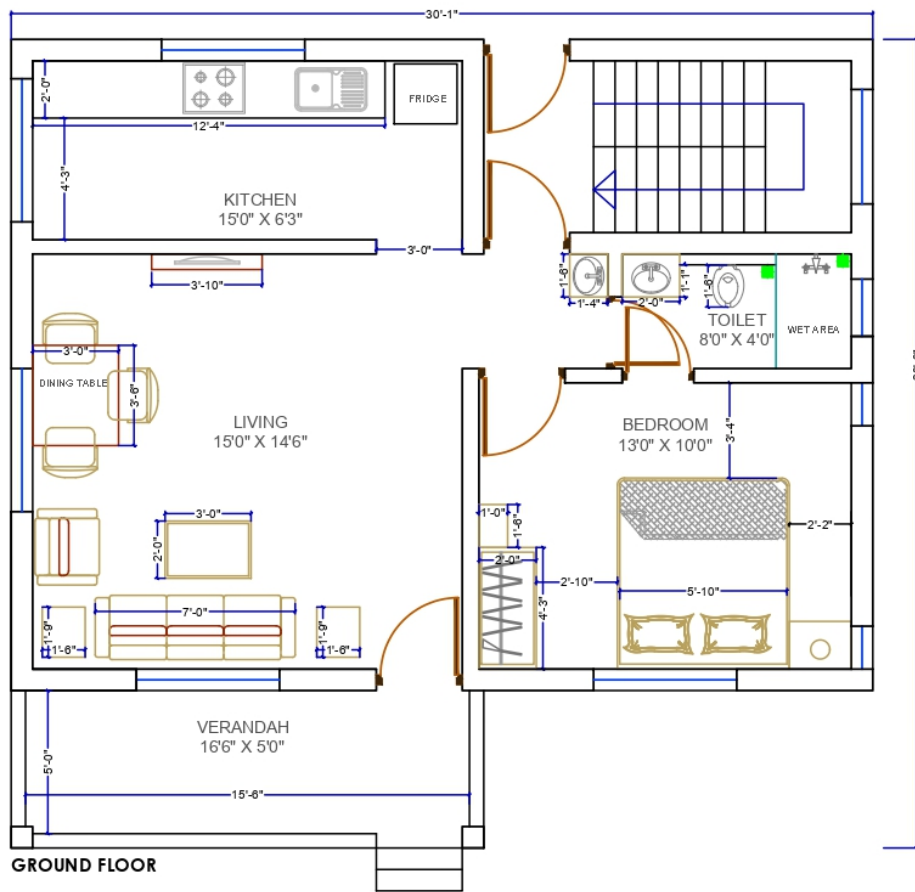 30'-1"
2'-0"
FRIDGE
12'-4"
4'-3"
KITCHEN
15'0" X 6'3"
3'-0"
3'-10"
1'-6"
1'-4"
2'-0"
1'-1"
1'-6"
TOILET
8'0" X 4'0"
WET AREA
3'-0"
DINING TABLE
3'-6"
LIVING
15'0" X 14'6"
BEDROOM
13'0" X 10'0"
3'-4"
3'-0"
2'-0"
1'-0"
1'-6"
2'-0"
2'-2"
2'-10"
5'-10"
4'-3"
7'-0"
1'-9"
1'-6"
1'-9"
1'-6"
VERANDAH
16'6" X 5'0"
5'-0"
15'-6"
GROUND FLOOR